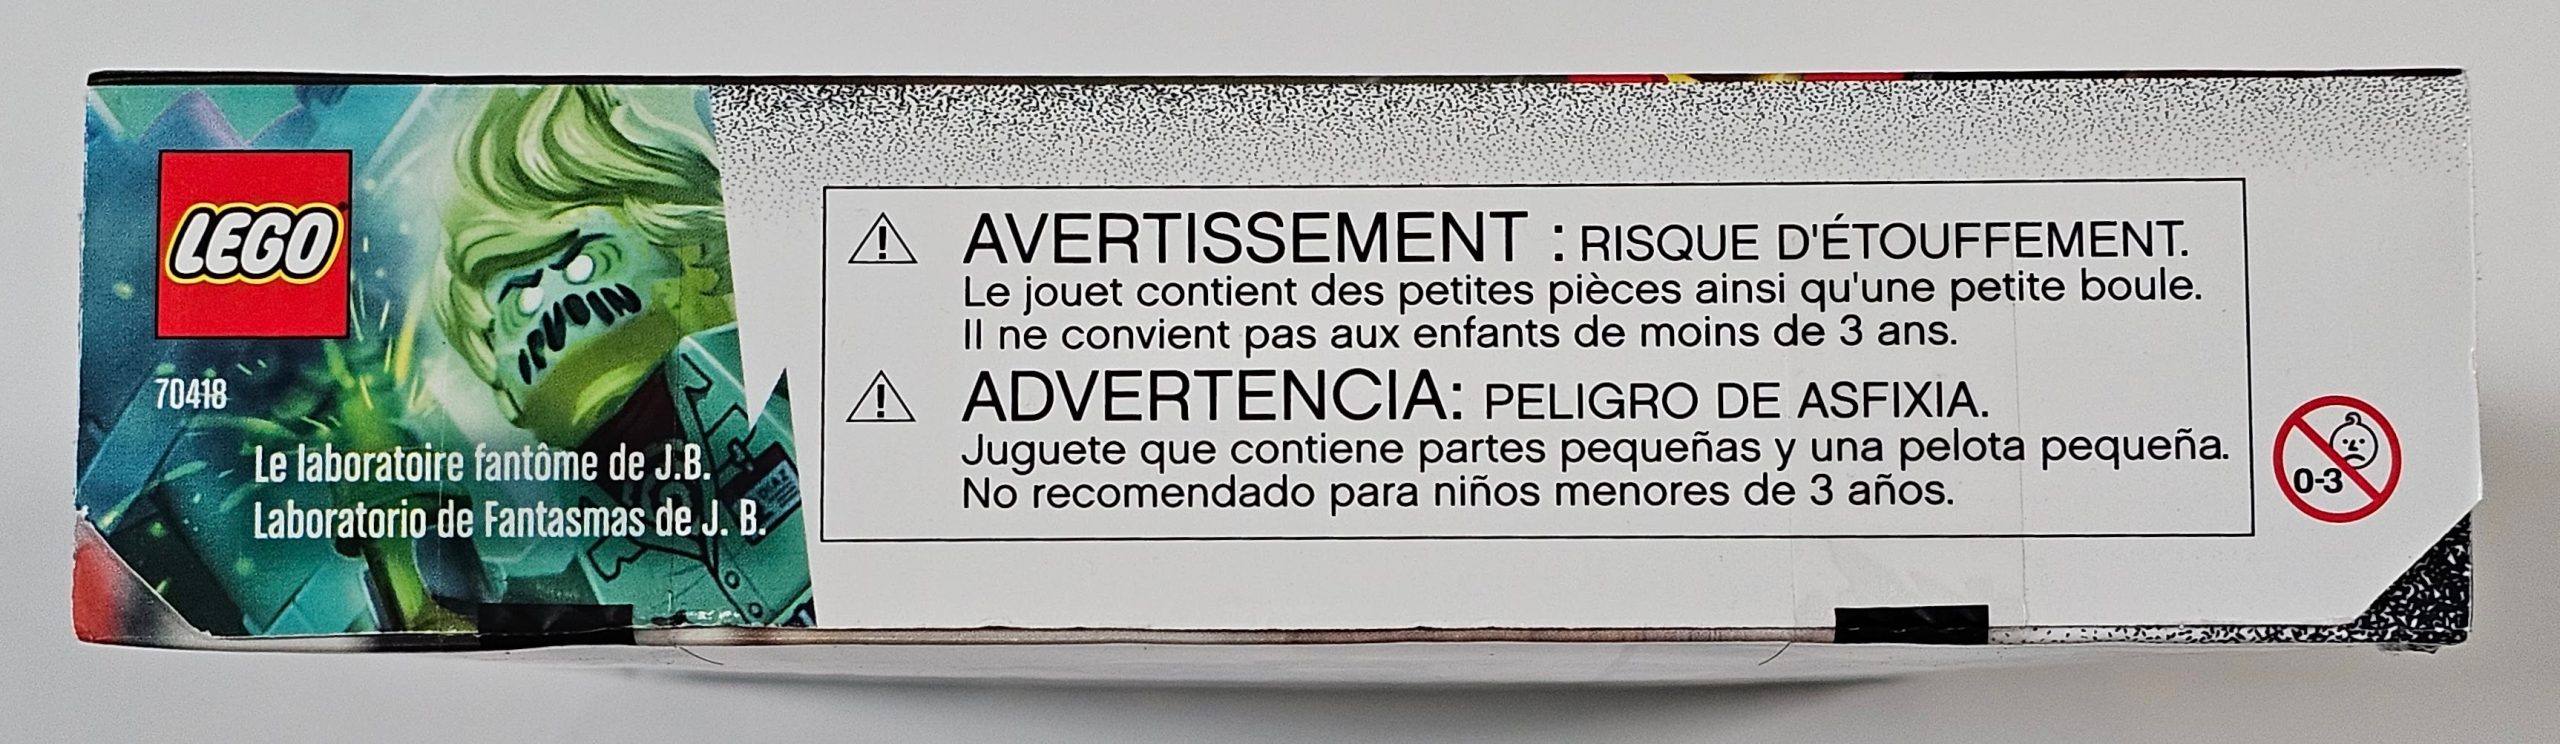 LEGO
70418
Le laboratoire fantôme de J.B.
Laboratorio de Fantasmas de J. B.
AVERTISSEMENT : RISQUE D'ÉTOUFFEMENT.
Le jouet contient des petites pièces ainsi qu'une petite boule.
Il ne convient pas aux enfants de moins de 3 ans.
ADVERTENCIA: PELIGRO DE ASFIXIA.
Juguete que contiene partes pequeñas y una pelota pequeña.
No recomendado para niños menores de 3 años.
0-3